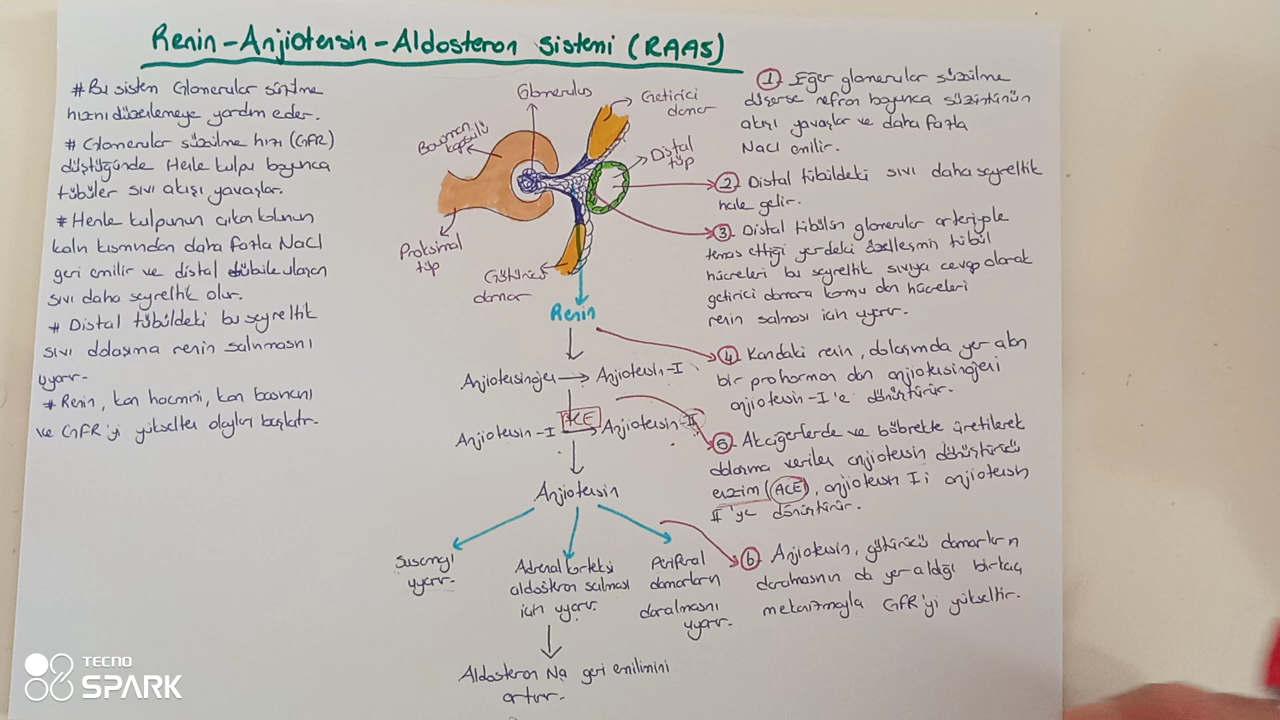 Renin-Anjiotensin-Aldosteron Sistemi (RAAS)
# Bu sistem Glomerular süzülme
hızını düzenlemeye yardım eder.
# Glomerular süzülme hızı (GFR)
düştüğünde Henle kulpu boyunca
tübüler sıvı akışı yavaşlar.
# Henle kulpunun çıkan kolunun
kalın kısmından daha fazla NaCl
geri emilir ve distal tübüle ulaşan
sıvı daha seyreltik olur.
# Distal tübüldeki bu seyreltik
sıvı dolaşıma renin salınmasını
uyarır.
# Renin, kan hacmini, kan basıncını
ve GFR'yi yükselten olayları başlatır.
Glomerulus
Getirici
damar
Bowman
kapsülü
Distal
tüp
Proksimal
tüp
Götürücü
damar
Renin
Anjiotensinojen → Anjiotensin-I
Anjiotensin-I ACE → Anjiotensin-II
Anjiotensin
Susamayı
uyarır.
Adrenal korteksi
aldosteron salması
için uyarır
Periferal
damarların
daralmasını
uyarır.
Aldosteron Na geri emilimini
artırır.
1 Eğer glomerular süzülme
düşerse nefron boyunca süzüntünün
akışı yavaşlar ve daha fazla
NaCl emilir.
2 Distal tübüldeki sıvı daha seyreltik
hale gelir.
3 Distal tübülün glomerular arteriyole
temas ettiği yerdeki özelleşmiş tübül
hücreleri bu seyreltik sıvıya cevap olarak
getirici damara komşu olan hücreleri
renin salması için uyarır.
4 Kandaki renin, dolaşımda yer alan
bir prohormon olan anjiotensinojeni
anjiotensin-I'e dönüştürür.
5 Akciğerlerde ve böbrekte üretilerek
dolaşıma verilen anjiotensin dönüştürücü
enzim (ACE), anjiotensin I'i anjiotensin
II'ye dönüştürür.
6 Anjiotensin, götürücü damarların
daralmasının da yer aldığı birkaç
mekanizmayla GFR'yi yükseltir.
TECNO
SPARK